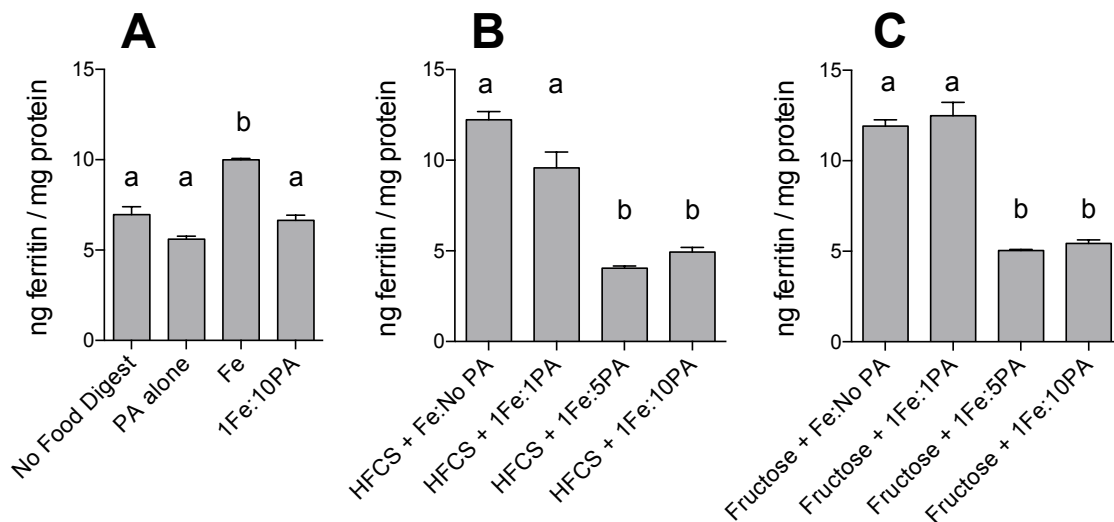 A
ng ferritin / mg protein
15
10
5
0
a
a
b
a
No Food Digest
PA alone
Fe
1Fe:10PA
B
ng ferritin / mg protein
15
10
5
0
a
a
b
b
HFCS + Fe:No PA
HFCS + 1Fe:1PA
HFCS + 1Fe:5PA
HFCS + 1Fe:10PA
C
ng ferritin / mg protein
15
10
5
0
a
a
b
b
Fructose + Fe:No PA
Fructose + 1Fe:1PA
Fructose + 1Fe:5PA
Fructose + 1Fe:10PA